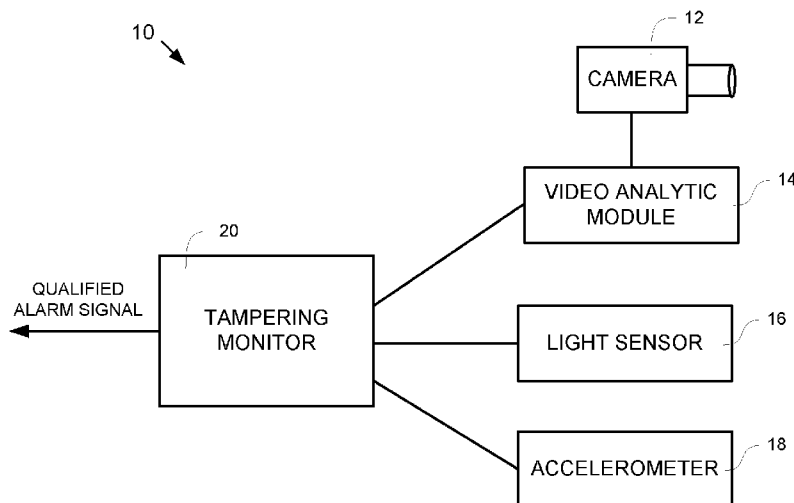 10
12
CAMERA
VIDEO ANALYTIC
MODULE
14
20
QUALIFIED
ALARM SIGNAL
TAMPERING
MONITOR
LIGHT SENSOR
16
ACCELEROMETER
18